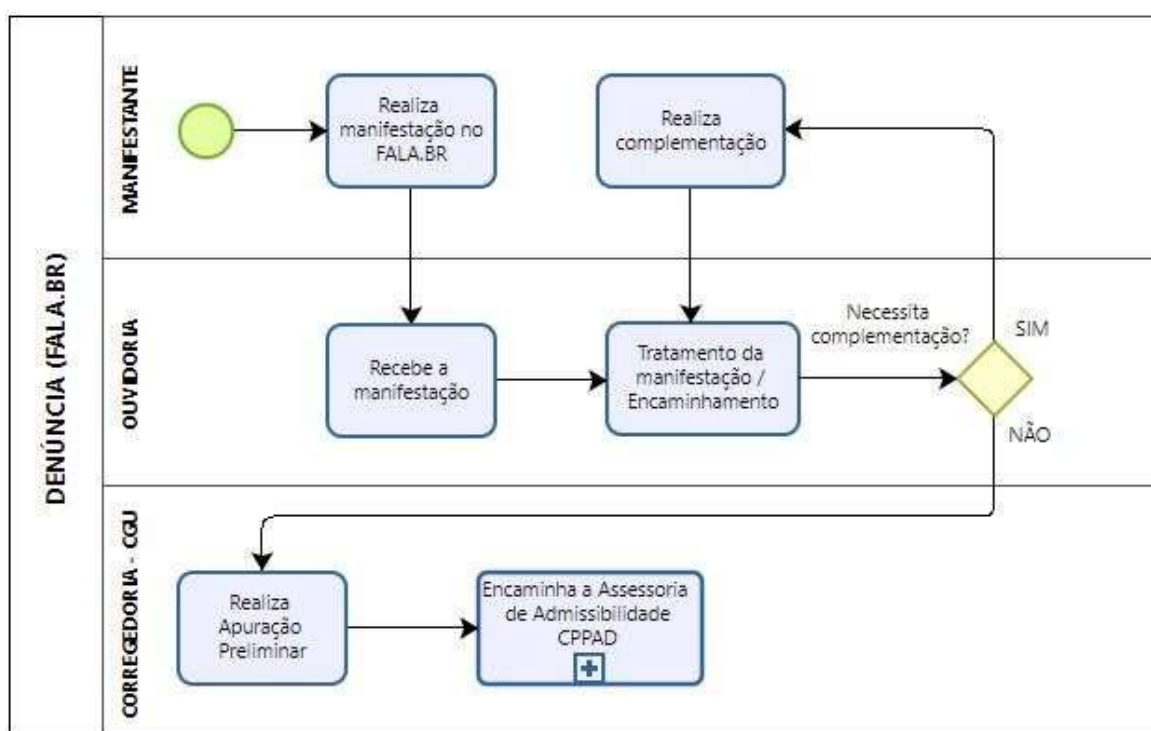 DENÚNCIA (FALA.BR)
MANIFESTANTE
Realiza
manifestação no
FALA.BR
Realiza
complementação
OUVIDORIA
Recebe a
manifestação
Tratamento da
manifestação /
Encaminhamento
Necessita
complementação?
SIM
NÃO
CORREGEDORIA - CGU
Realiza
Apuração
Preliminar
Encaminha a Assessoria
de Admissibilidade
CPPAD